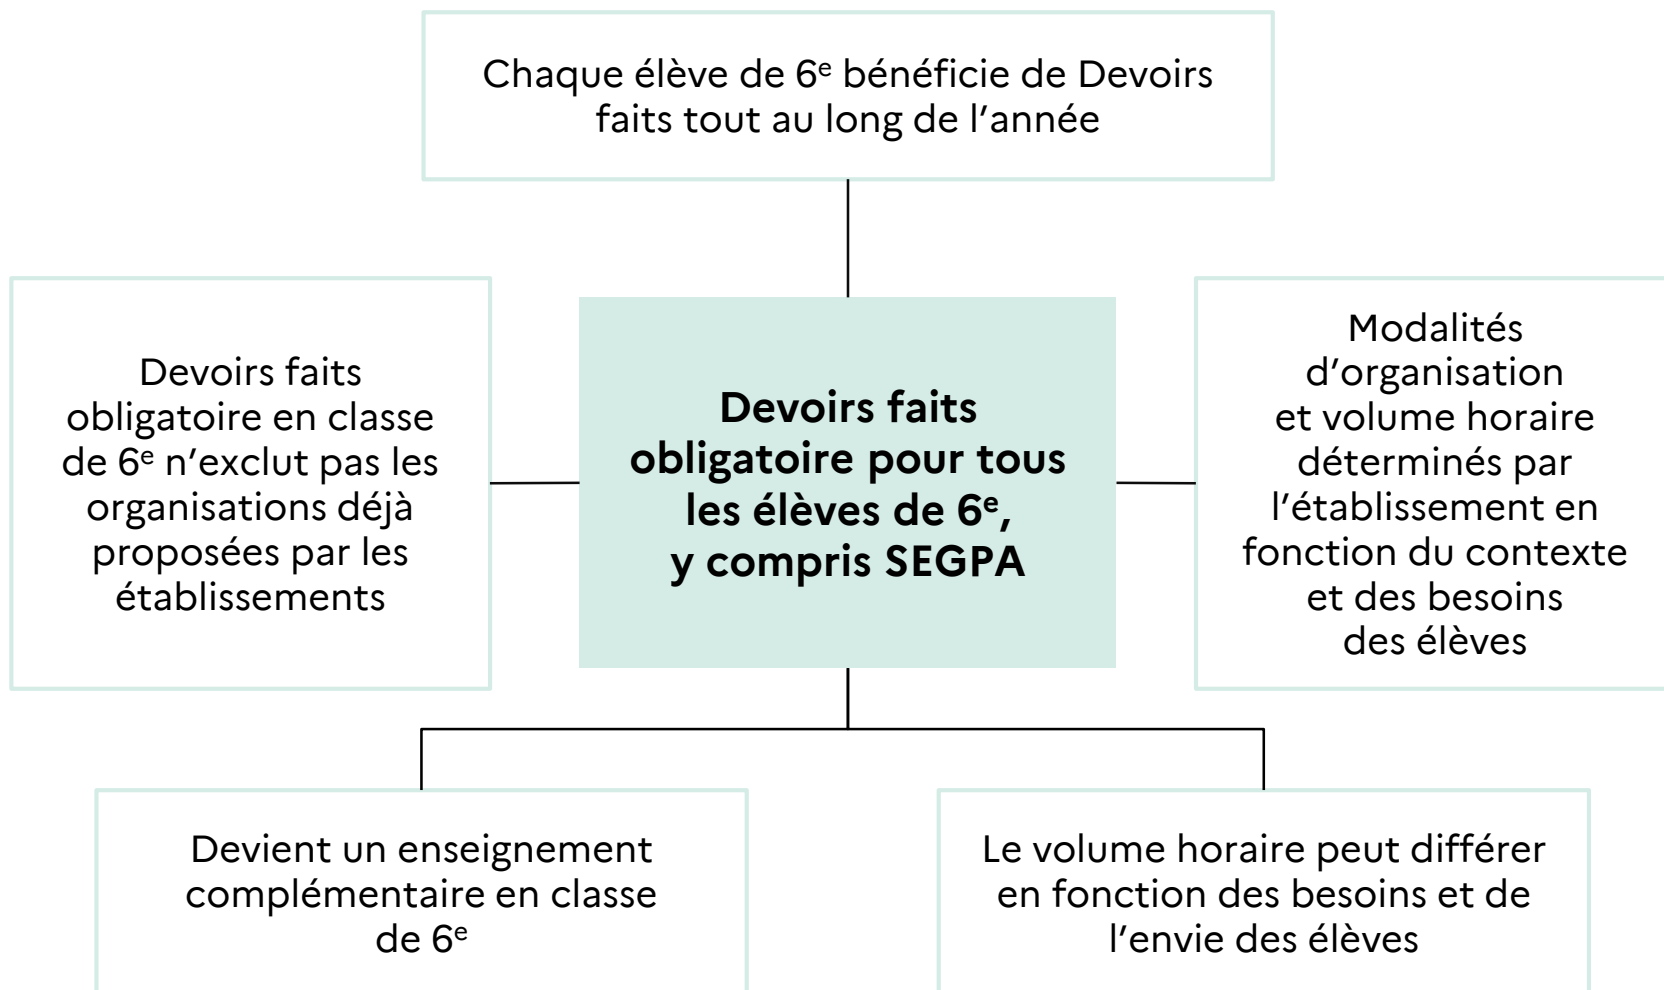 Chaque élève de 6ᵉ bénéficie de Devoirs
faits tout au long de l’année
Devoirs faits
obligatoire en classe
de 6ᵉ n’exclut pas les
organisations déjà
proposées par les
établissements
Devoirs faits
obligatoire pour tous
les élèves de 6ᵉ,
y compris SEGPA
Modalités
d’organisation
et volume horaire
déterminés par
l’établissement en
fonction du contexte
et des besoins
des élèves
Devient un enseignement
complémentaire en classe
de 6ᵉ
Le volume horaire peut différer
en fonction des besoins et de
l’envie des élèves